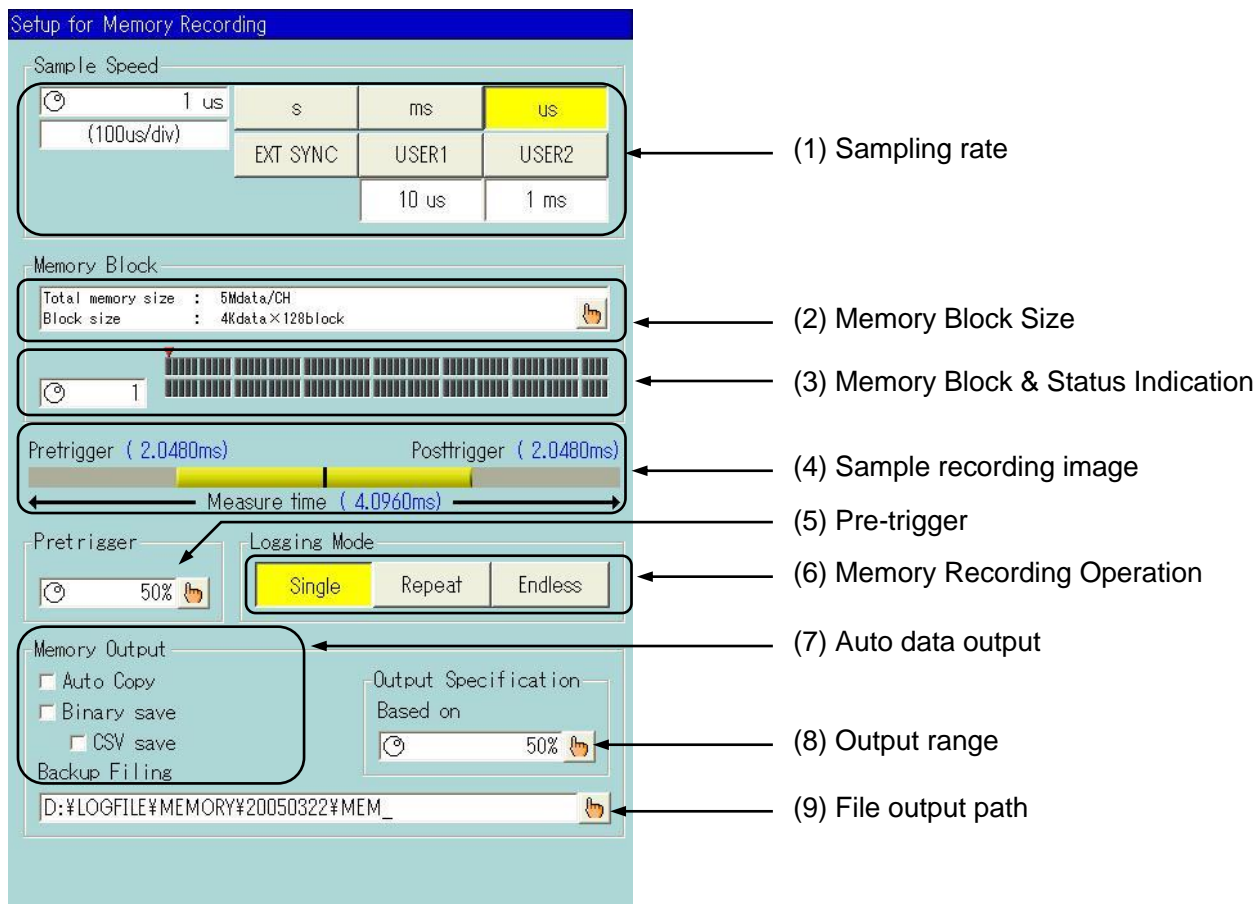 Setup for Memory Recording
Sample Speed
1 us
s
ms
us
(100us/div)
EXT SYNC
USER1
USER2
10 us
1 ms
(1) Sampling rate
Memory Block
Total memory size : 5Mdata/CH
Block size : 4Kdata×128block
(2) Memory Block Size
1
(3) Memory Block & Status Indication
Pretrigger ( 2.0480ms)
Posttrigger ( 2.0480ms)
Measure time ( 4.0960ms)
(4) Sample recording image
(5) Pre-trigger
Pretrigger
50%
Logging Mode
Single
Repeat
Endless
(6) Memory Recording Operation
Memory Output
(7) Auto data output
Auto Copy
Binary save
CSV save
Output Specification
Based on
50%
(8) Output range
Backup Filing
D:¥LOGFILE¥MEMORY¥20050322¥MEM_
(9) File output path